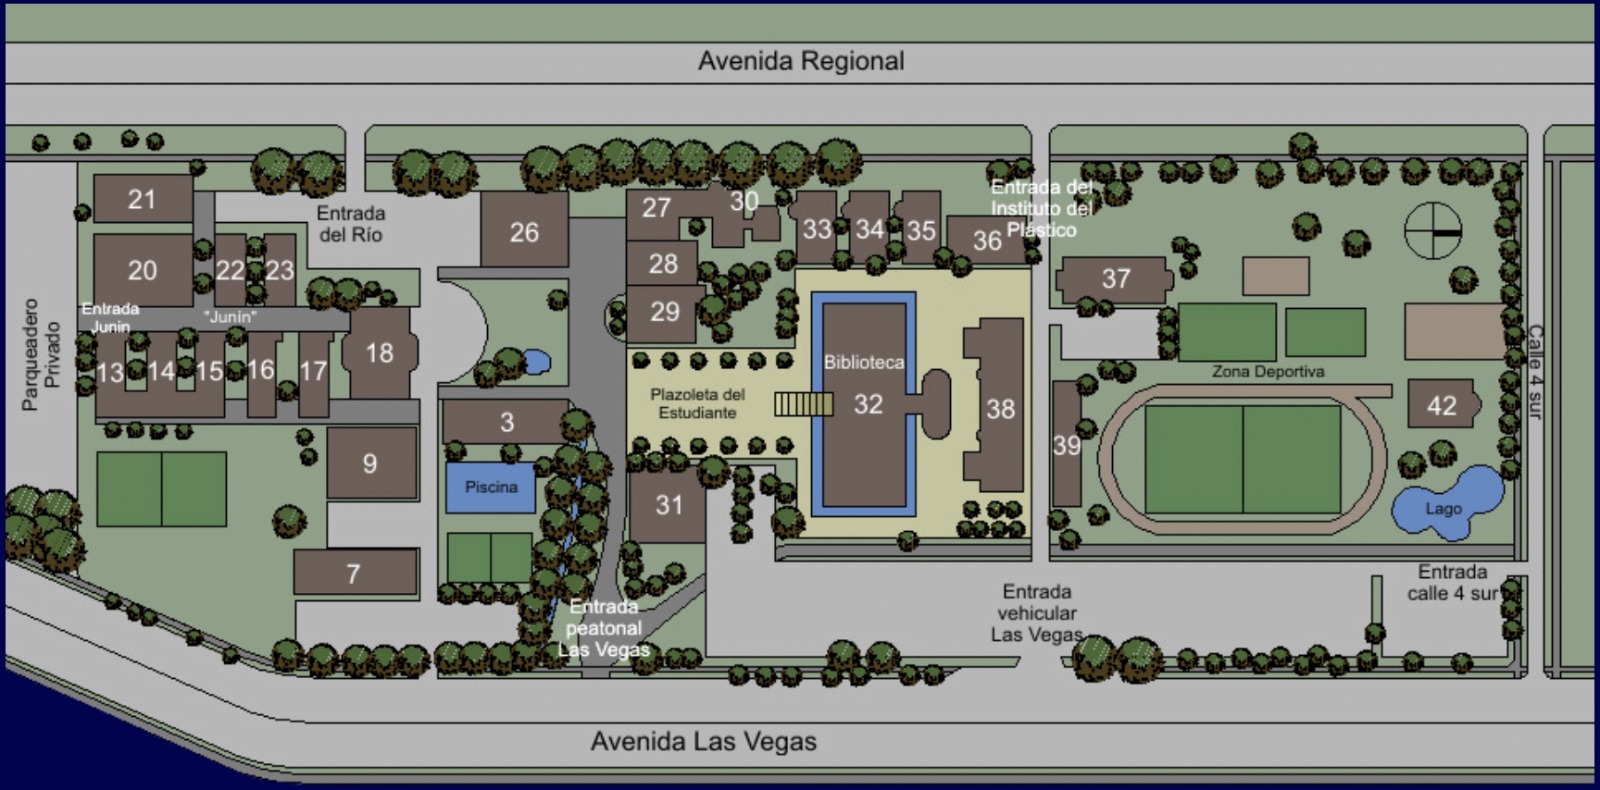 Avenida Regional
21
Entrada
del Río
26
27
30
33
34
35
36
Entrada del
Instituto del
Plástico
20
22
23
28
37
29
Entrada
Junin
"Junín"
Parqueadero
Privado
13
14
15
16
17
18
Biblioteca
32
Plazoleta del
Estudiante
38
Zona Deportiva
Calle 4 sur
42
3
39
9
Piscina
31
Lago
7
Entrada
peatonal
Las Vegas
Entrada
vehicular
Las Vegas
Entrada
calle 4 sur
Avenida Las Vegas